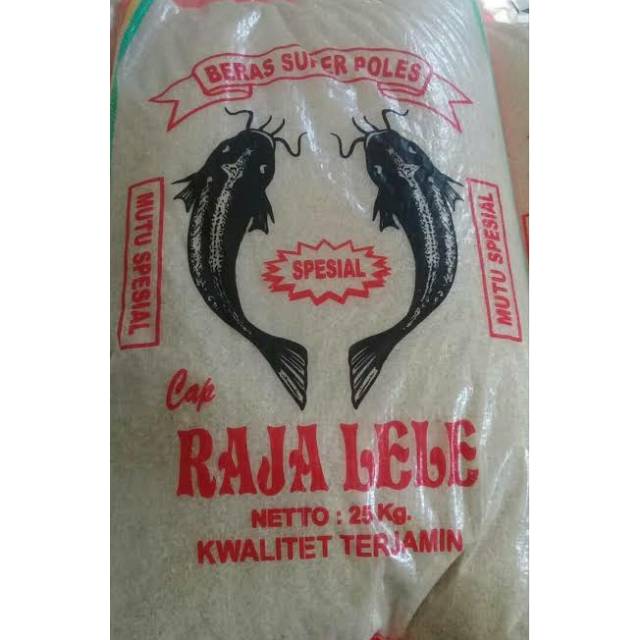 BERAS SUPER POLES
MUTU SPESIAL
SPESIAL
MUTU SPESIAL
Cap
RAJA LELE
NETTO : 25 Kg.
KWALITET TERJAMIN